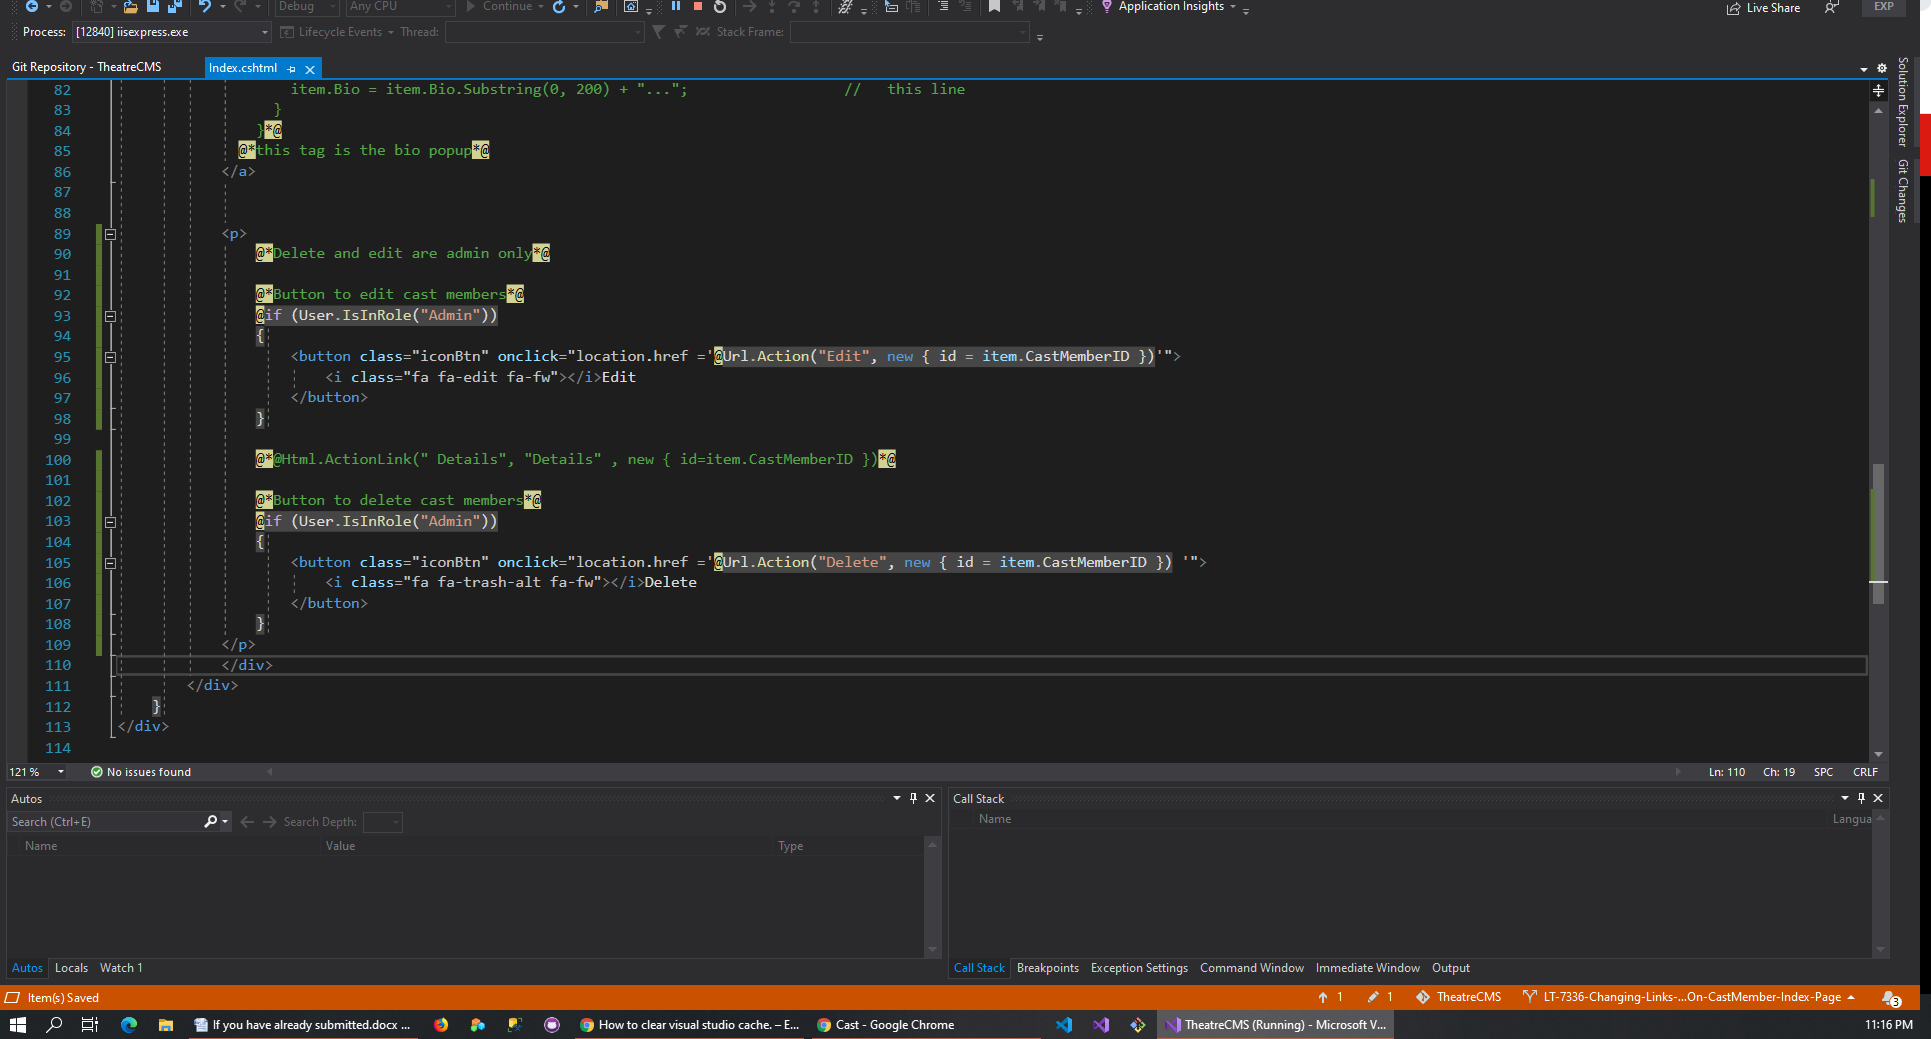 Debug Any CPU Continue Application Insights Live Share EXP
Process: [12840] iisexpress.exe Lifecycle Events Thread: Stack Frame:
Git Repository - TheatreCMS Index.cshtml
Solution Explorer
Git Changes
82 item.Bio = item.Bio.Substring(0, 200) + "..."; // this line
83 }
84 }*@
85 @*this tag is the bio popup*@
86 </a>
87
88
89 <p>
90 @*Delete and edit are admin only*@
91
92 @*Button to edit cast members*@
93 @if (User.IsInRole("Admin"))
94 {
95 <button class="iconBtn" onclick="location.href ='@Url.Action("Edit", new { id = item.CastMemberID })'">
96 <i class="fa fa-edit fa-fw"></i>Edit
97 </button>
98 }
99
100 @*@Html.ActionLink(" Details", "Details" , new { id=item.CastMemberID })*@
101
102 @*Button to delete cast members*@
103 @if (User.IsInRole("Admin"))
104 {
105 <button class="iconBtn" onclick="location.href ='@Url.Action("Delete", new { id = item.CastMemberID }) '">
106 <i class="fa fa-trash-alt fa-fw"></i>Delete
107 </button>
108 }
109 </p>
110 </div>
111 </div>
112 }
113 </div>
114
121 % No issues found Ln: 110 Ch: 19 SPC CRLF
Autos
Search (Ctrl+E) Search Depth:
Name Value Type
Autos Locals Watch 1
Call Stack
Name Langua
Call Stack Breakpoints Exception Settings Command Window Immediate Window Output
Item(s) Saved 1 1 TheatreCMS LT-7336-Changing-Links-...On-CastMember-Index-Page 3
If you have already submitted.docx ... How to clear visual studio cache. – E... Cast - Google Chrome TheatreCMS (Running) - Microsoft V... 11:16 PM